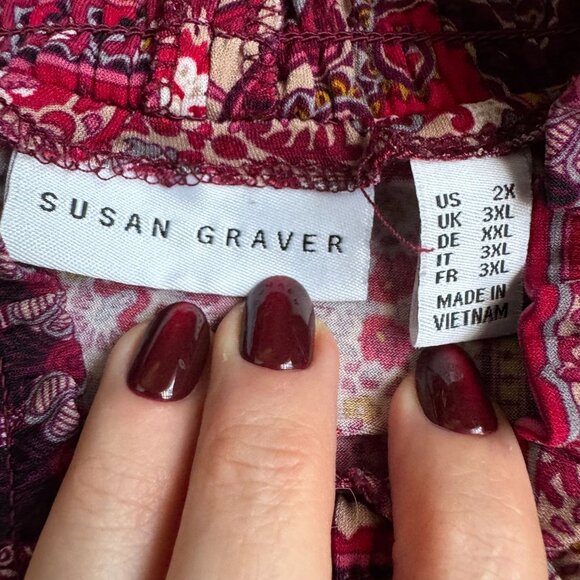 SUSAN GRAVER
US 2X
UK 3XL
DE XXL
IT 3XL
FR 3XL
MADE IN
VIETNAM